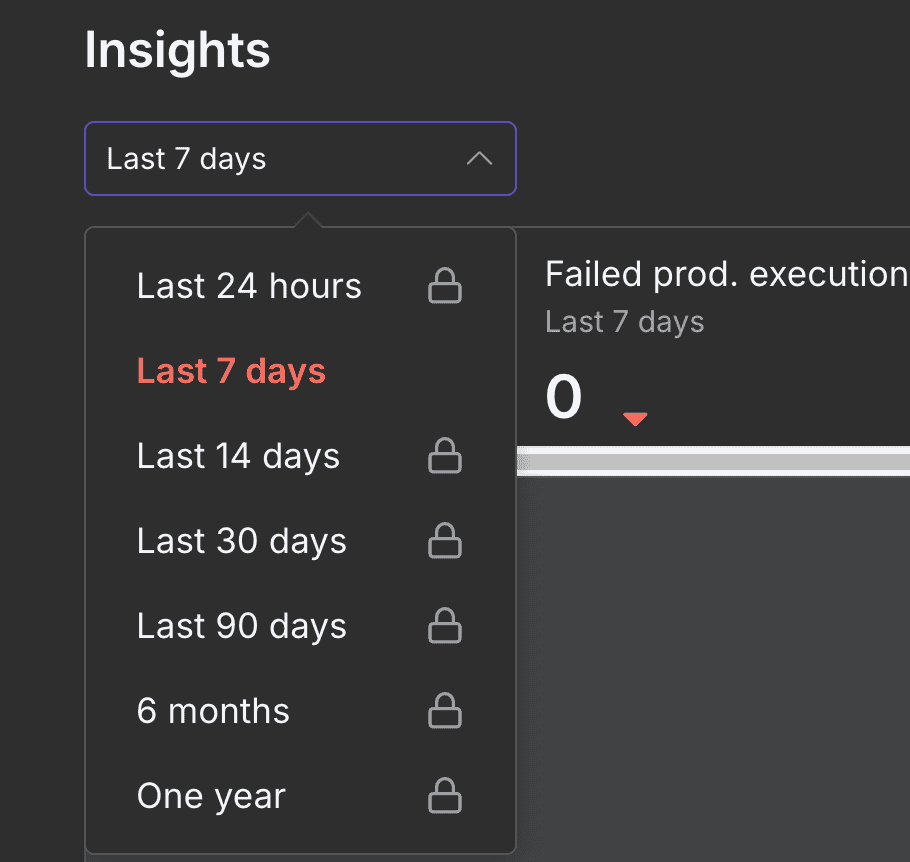 Insights
Last 7 days
Last 24 hours
Last 7 days
Last 14 days
Last 30 days
Last 90 days
6 months
One year
Failed prod. execution
Last 7 days
0